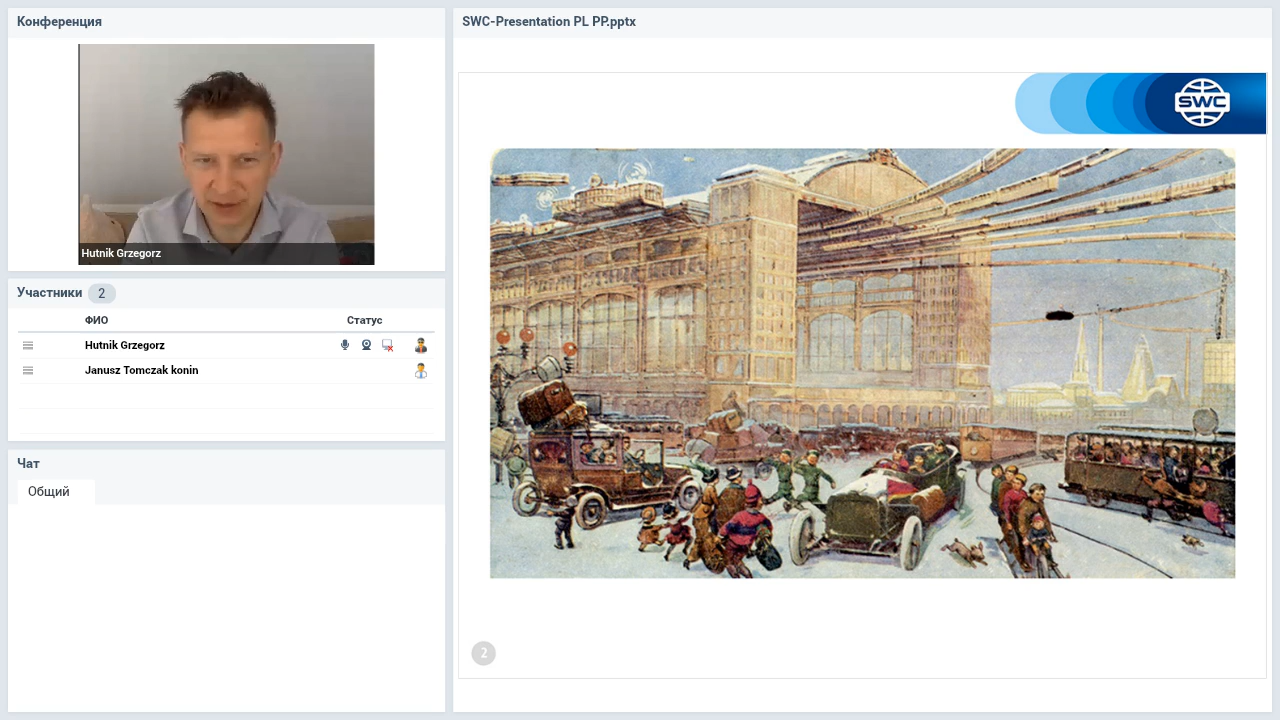 Конференция
Hutnik Grzegorz
Участники 2
ФИО Статус
Hutnik Grzegorz
Janusz Tomczak konin
Чат
Общий
SWC-Presentation PL PP.pptx
SWC
2